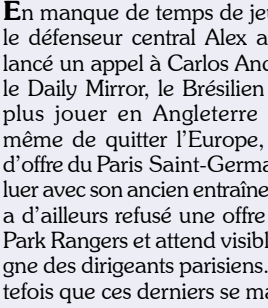 En manque de temps de jeu
le défenseur central Alex a
lancé un appel à Carlos Anc
le Daily Mirror, le Brésilien
plus jouer en Angleterre
même de quitter l'Europe,
d'offre du Paris Saint-Germa
luer avec son ancien entraîne
a d'ailleurs refusé une offre
Park Rangers et attend visibl
gne des dirigeants parisiens.
tefois que ces derniers se ma